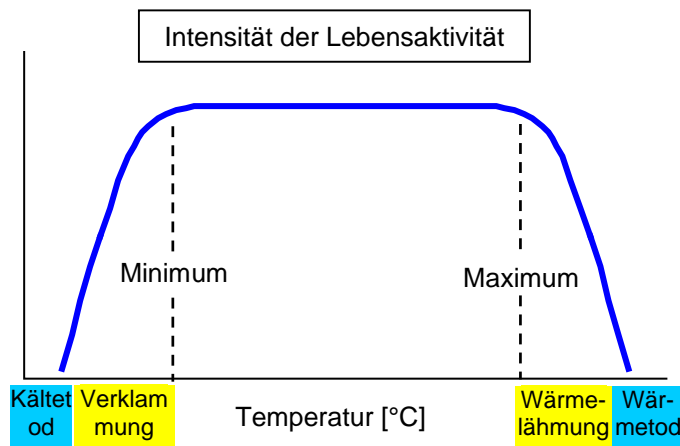 Intensität der Lebensaktivität
Minimum
Maximum
Kältet
od
Verklam
mung
Temperatur [°C]
Wärme-
lähmung
Wär-
metod